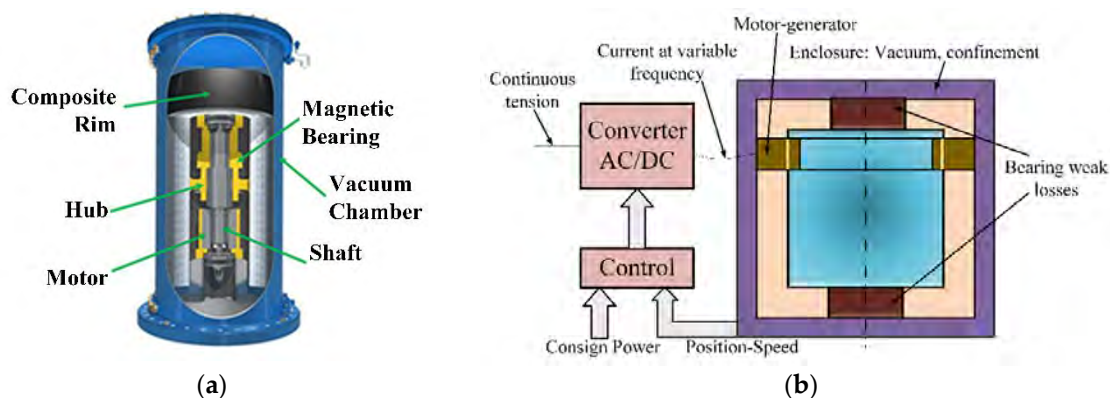 Composite
Rim
Magnetic
Bearing
Hub
Vacuum
Chamber
Motor
Shaft
(a)
Motor-generator
Current at variable
frequency
Enclosure: Vacuum, confinement
Continuous
tension
Converter
AC/DC
Bearing weak
losses
Control
Consign Power
Position-Speed
(b)